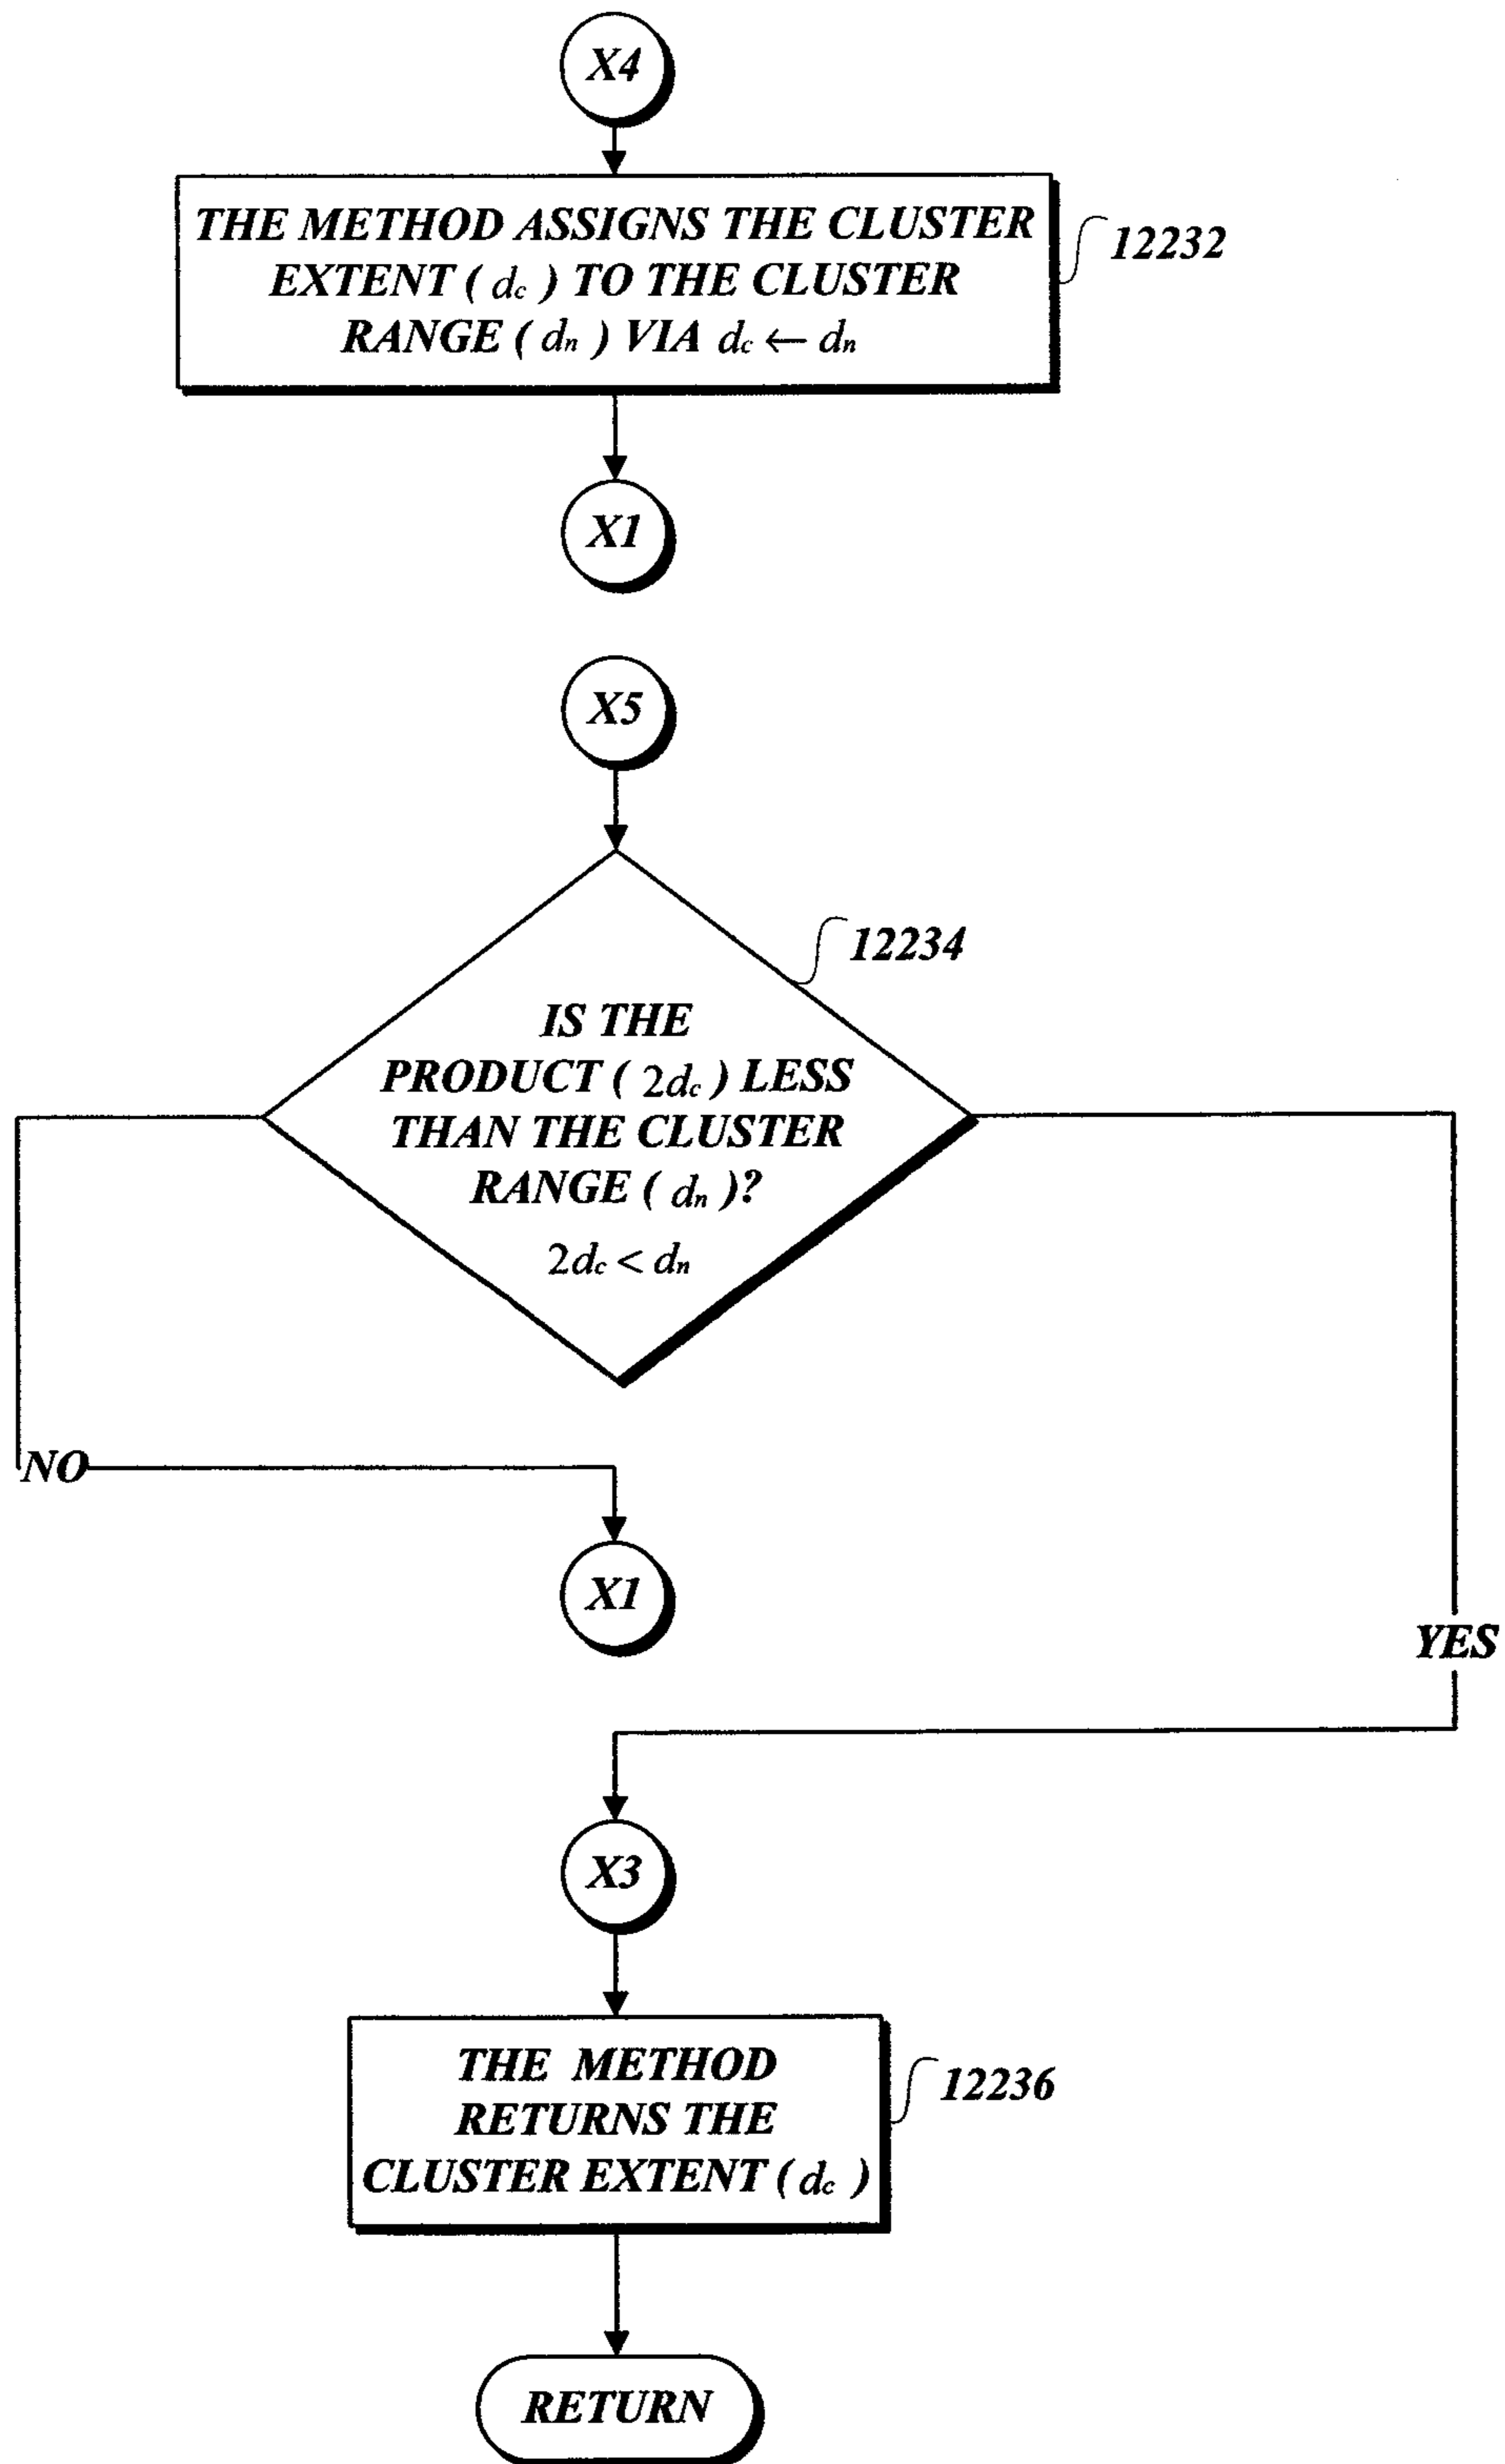 X4
THE METHOD ASSIGNS THE CLUSTER
EXTENT ( dc ) TO THE CLUSTER
RANGE ( dn ) VIA dc ← dn
12232
X1
X5
12234
IS THE
PRODUCT ( 2dc ) LESS
THAN THE CLUSTER
RANGE ( dn )?
2dc < dn
NO
X1
YES
X3
THE METHOD
RETURNS THE
CLUSTER EXTENT ( dc )
12236
RETURN